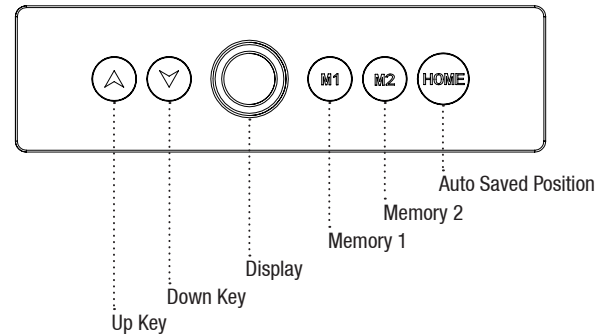 M1
M2
HOME
Auto Saved Position
Memory 2
Memory 1
Display
Down Key
Up Key